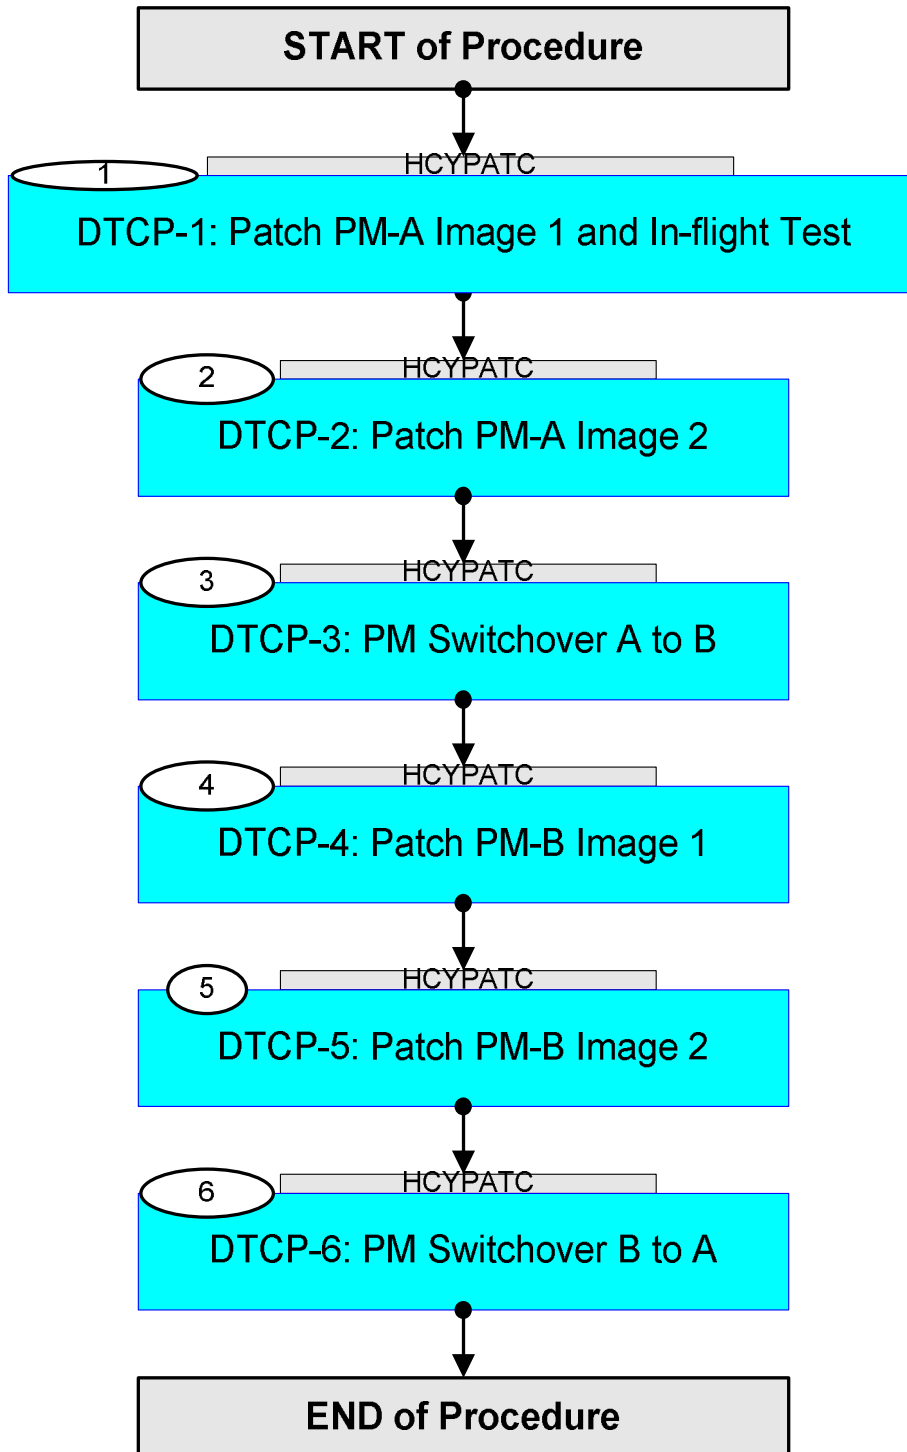 START of Procedure
HCYPATC
1
DTCP-1: Patch PM-A Image 1 and In-flight Test
HCYPATC
2
DTCP-2: Patch PM-A Image 2
HCYPATC
3
DTCP-3: PM Switchover A to B
HCYPATC
4
DTCP-4: Patch PM-B Image 1
HCYPATC
5
DTCP-5: Patch PM-B Image 2
HCYPATC
6
DTCP-6: PM Switchover B to A
END of Procedure